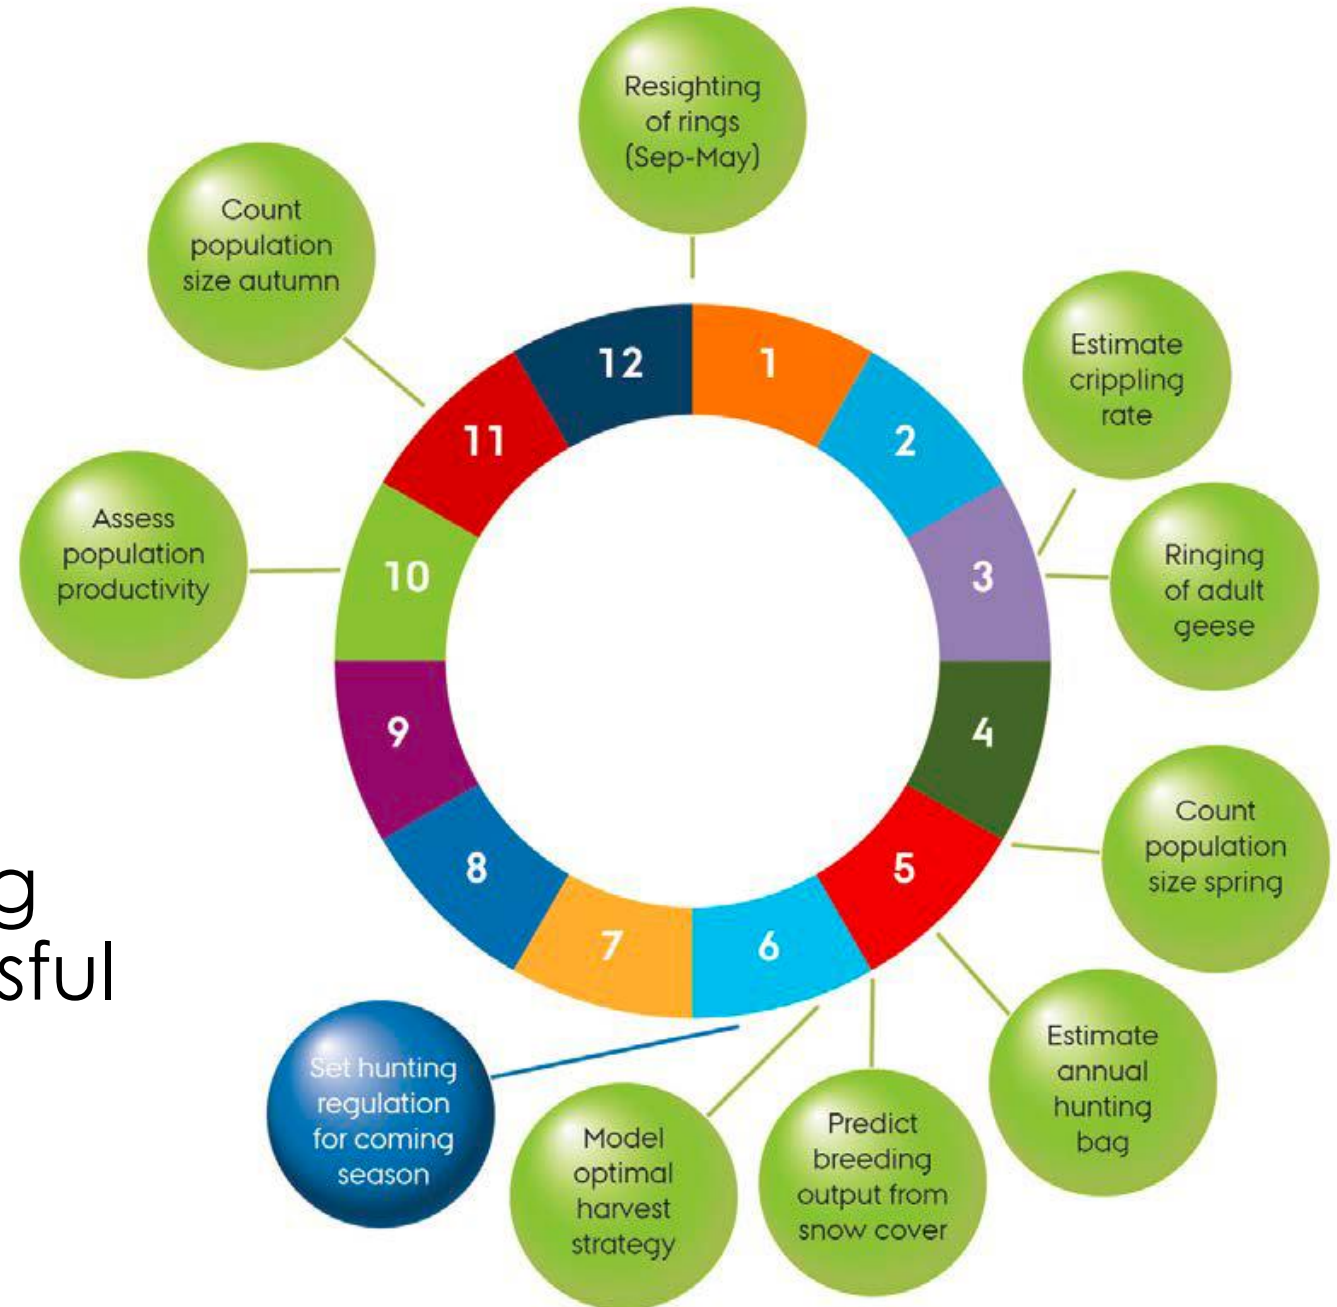 Resighting
of rings
(Sep-May)
Count
population
size autumn
Estimate
crippling
rate
Assess
population
productivity
Ringing
of adult
geese
12
1
11
2
10
3
9
4
8
5
7
6
Count
population
size spring
Set hunting
regulation
for coming
season
Model
optimal
harvest
strategy
Predict
breeding
output from
snow cover
Estimate
annual
hunting
bag